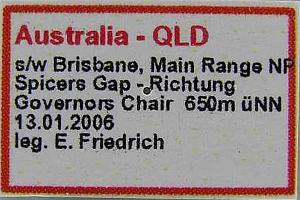 Australia - QLD
s/w Brisbane, Main Range NP
Spicers Gap - Richtung
Governors Chair 650m üNN
13.01.2006
leg. E. Friedrich